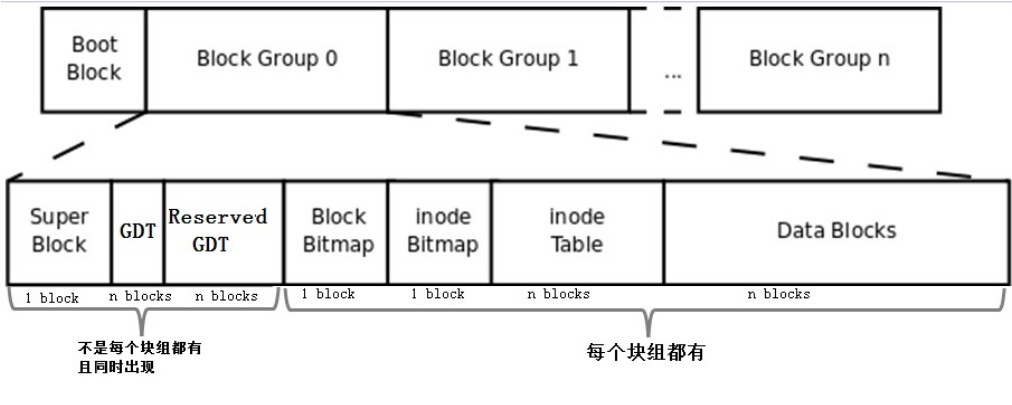 Boot
Block
Block Group 0
Block Group 1
...
Block Group n
Super
Block
GDT
Reserved
GDT
Block
Bitmap
inode
Bitmap
inode
Table
Data Blocks
1 block
n blocks
n blocks
1 block
1 block
n blocks
n blocks
不是每个块组都有
且同时出现
每个块组都有